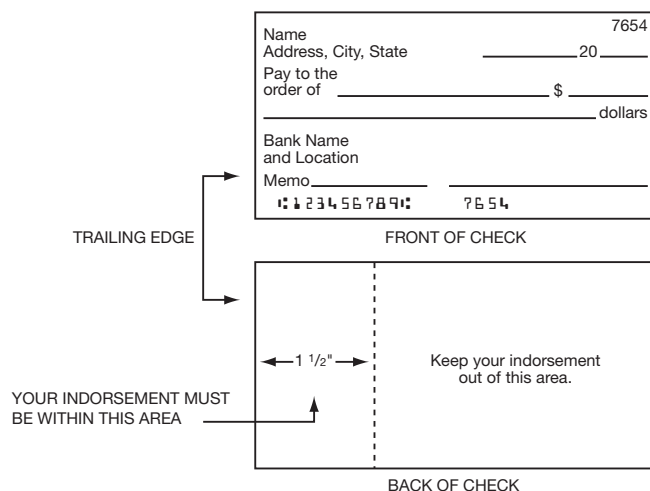 7654
Name
Address, City, State 20
Pay to the
order of $
dollars
Bank Name
and Location
Memo
⑆123456789⑆ 7654
TRAILING EDGE
FRONT OF CHECK
1 1/2"
Keep your indorsement
out of this area.
YOUR INDORSEMENT MUST
BE WITHIN THIS AREA
BACK OF CHECK